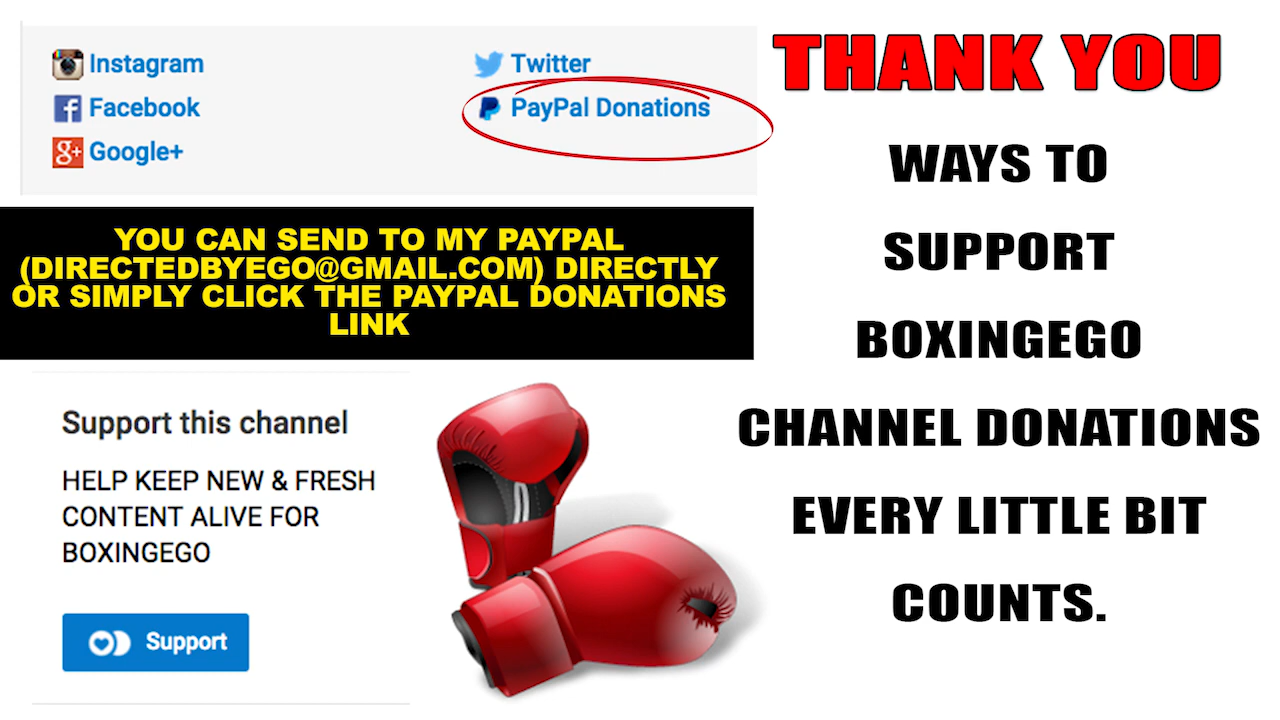 Instagram
Twitter
Facebook
PayPal Donations
Google+
YOU CAN SEND TO MY PAYPAL
(DIRECTEDBYEGO@GMAIL.COM) DIRECTLY
OR SIMPLY CLICK THE PAYPAL DONATIONS
LINK
Support this channel
HELP KEEP NEW & FRESH
CONTENT ALIVE FOR
BOXINGEGO
Support
THANK YOU
WAYS TO
SUPPORT
BOXINGEGO
CHANNEL DONATIONS
EVERY LITTLE BIT
COUNTS.